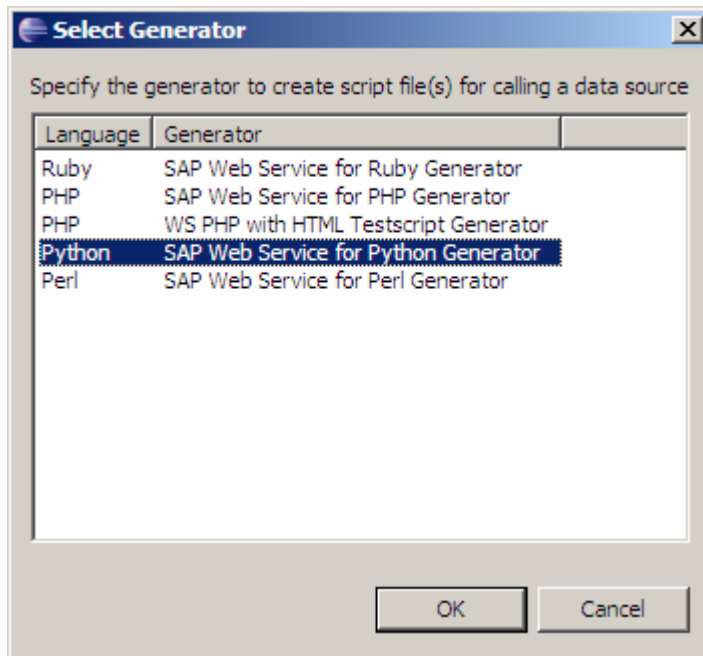 Select Generator
Specify the generator to create script file(s) for calling a data source
Language Generator
Ruby SAP Web Service for Ruby Generator
PHP SAP Web Service for PHP Generator
PHP WS PHP with HTML Testscript Generator
Python SAP Web Service for Python Generator
Perl SAP Web Service for Perl Generator
OK Cancel